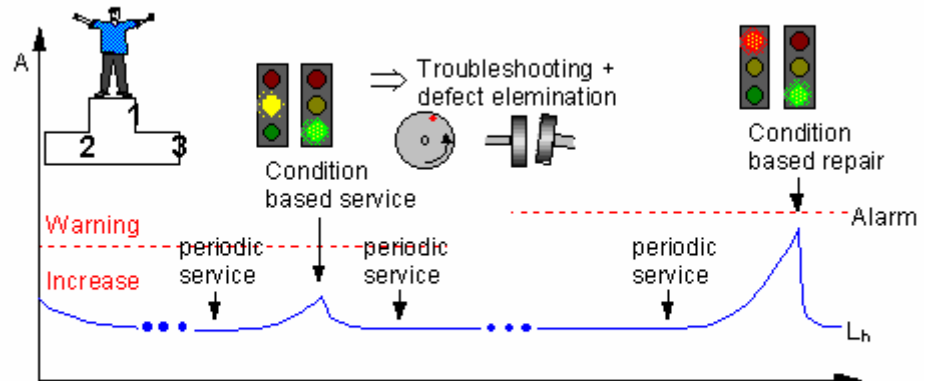 A
1
2
3
Troubleshooting +
defect elemination
Condition
based service
Condition
based repair
Warning
Alarm
periodic
service
periodic
service
periodic
service
Increase
Lh